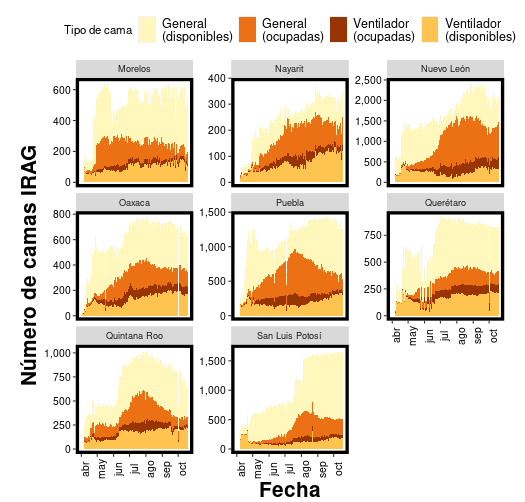 Tipo de cama
General (disponibles)
General (ocupadas)
Ventilador (ocupadas)
Ventilador (disponibles)
Número de camas IRAG
Morelos
Nayarit
Nuevo León
600
400
200
0
400
300
200
100
0
2,500
2,000
1,500
1,000
500
0
Oaxaca
Puebla
Querétaro
800
600
400
200
0
1,500
1,000
500
0
750
500
250
0
abr
may
jun
jul
ago
sep
oct
Quintana Roo
San Luis Potosí
1,000
750
500
250
0
1,500
1,000
500
0
abr
may
jun
jul
ago
sep
oct
abr
may
jun
jul
ago
sep
oct
Fecha